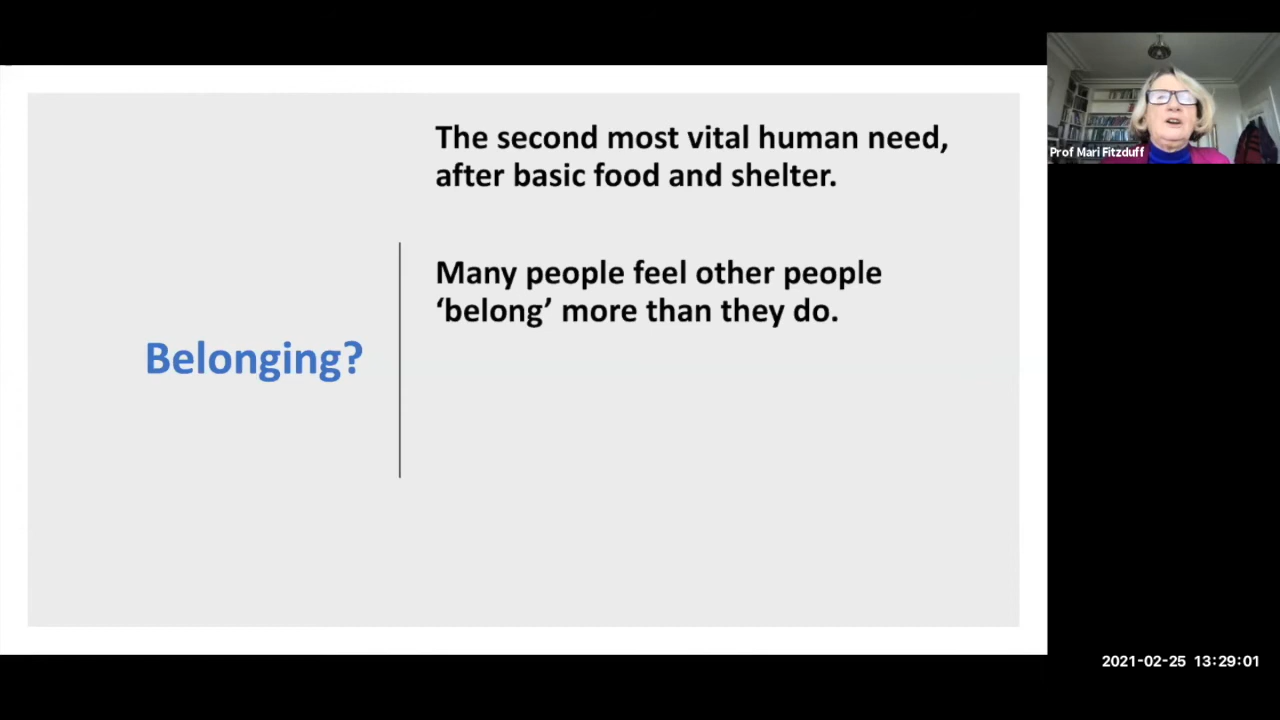 The second most vital human need,
after basic food and shelter.
Many people feel other people
‘belong’ more than they do.
Belonging?
Prof Mari Fitzduff
2021-02-25 13:29:01